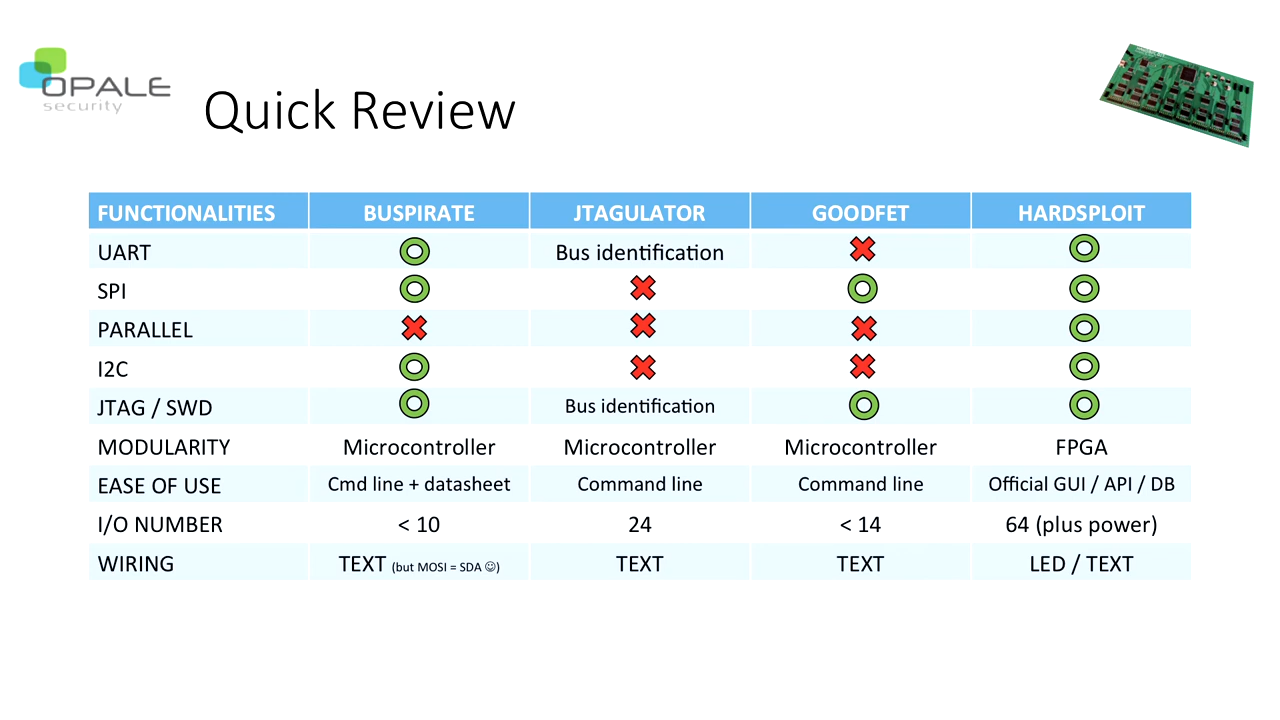 OPALE
security
Quick Review
FUNCTIONALITIES BUSPIRATE JTAGULATOR GOODFET HARDSPLOIT
UART Bus identification
SPI
PARALLEL
I2C
JTAG / SWD Bus identification
MODULARITY Microcontroller Microcontroller Microcontroller FPGA
EASE OF USE Cmd line + datasheet Command line Command line Official GUI / API / DB
I/O NUMBER < 10 24 < 14 64 (plus power)
WIRING TEXT (but MOSI = SDA ☺) TEXT TEXT LED / TEXT